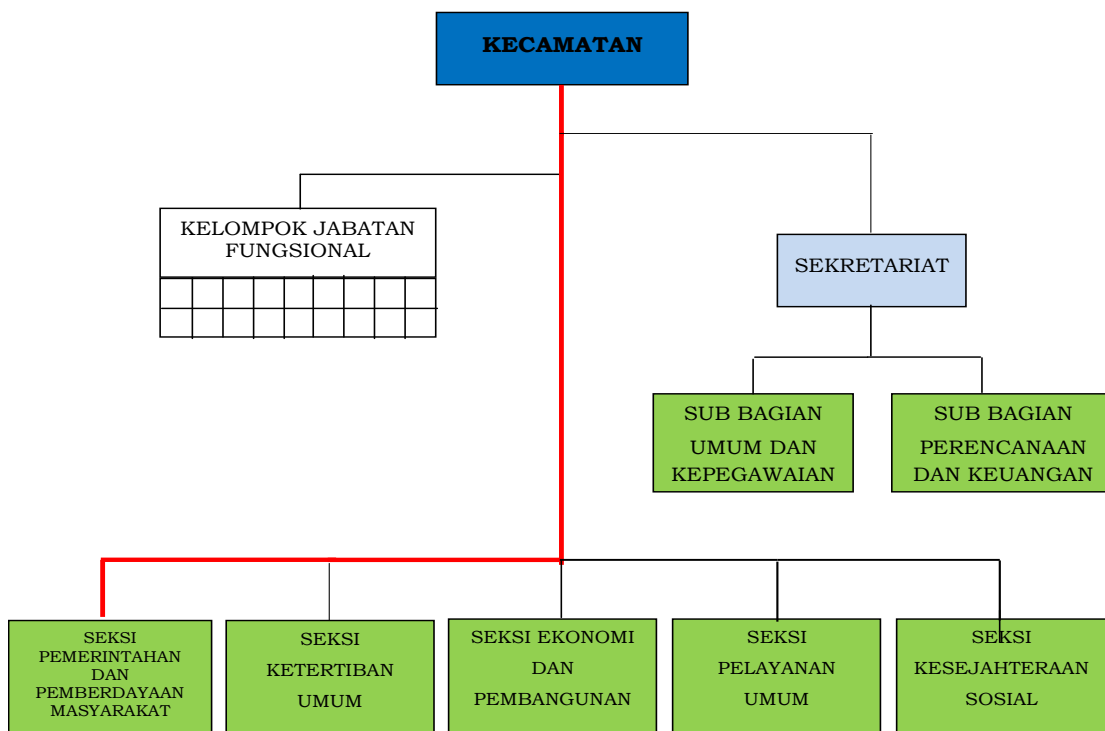 KECAMATAN
KELOMPOK JABATAN
FUNGSIONAL
SEKRETARIAT
SUB BAGIAN
UMUM DAN
KEPEGAWAIAN
SUB BAGIAN
PERENCANAAN
DAN KEUANGAN
SEKSI
PEMERINTAHAN
DAN
PEMBERDAYAAN
MASYARAKAT
SEKSI
KETERTIBAN
UMUM
SEKSI EKONOMI
DAN
PEMBANGUNAN
SEKSI
PELAYANAN
UMUM
SEKSI
KESEJAHTERAAN
SOSIAL